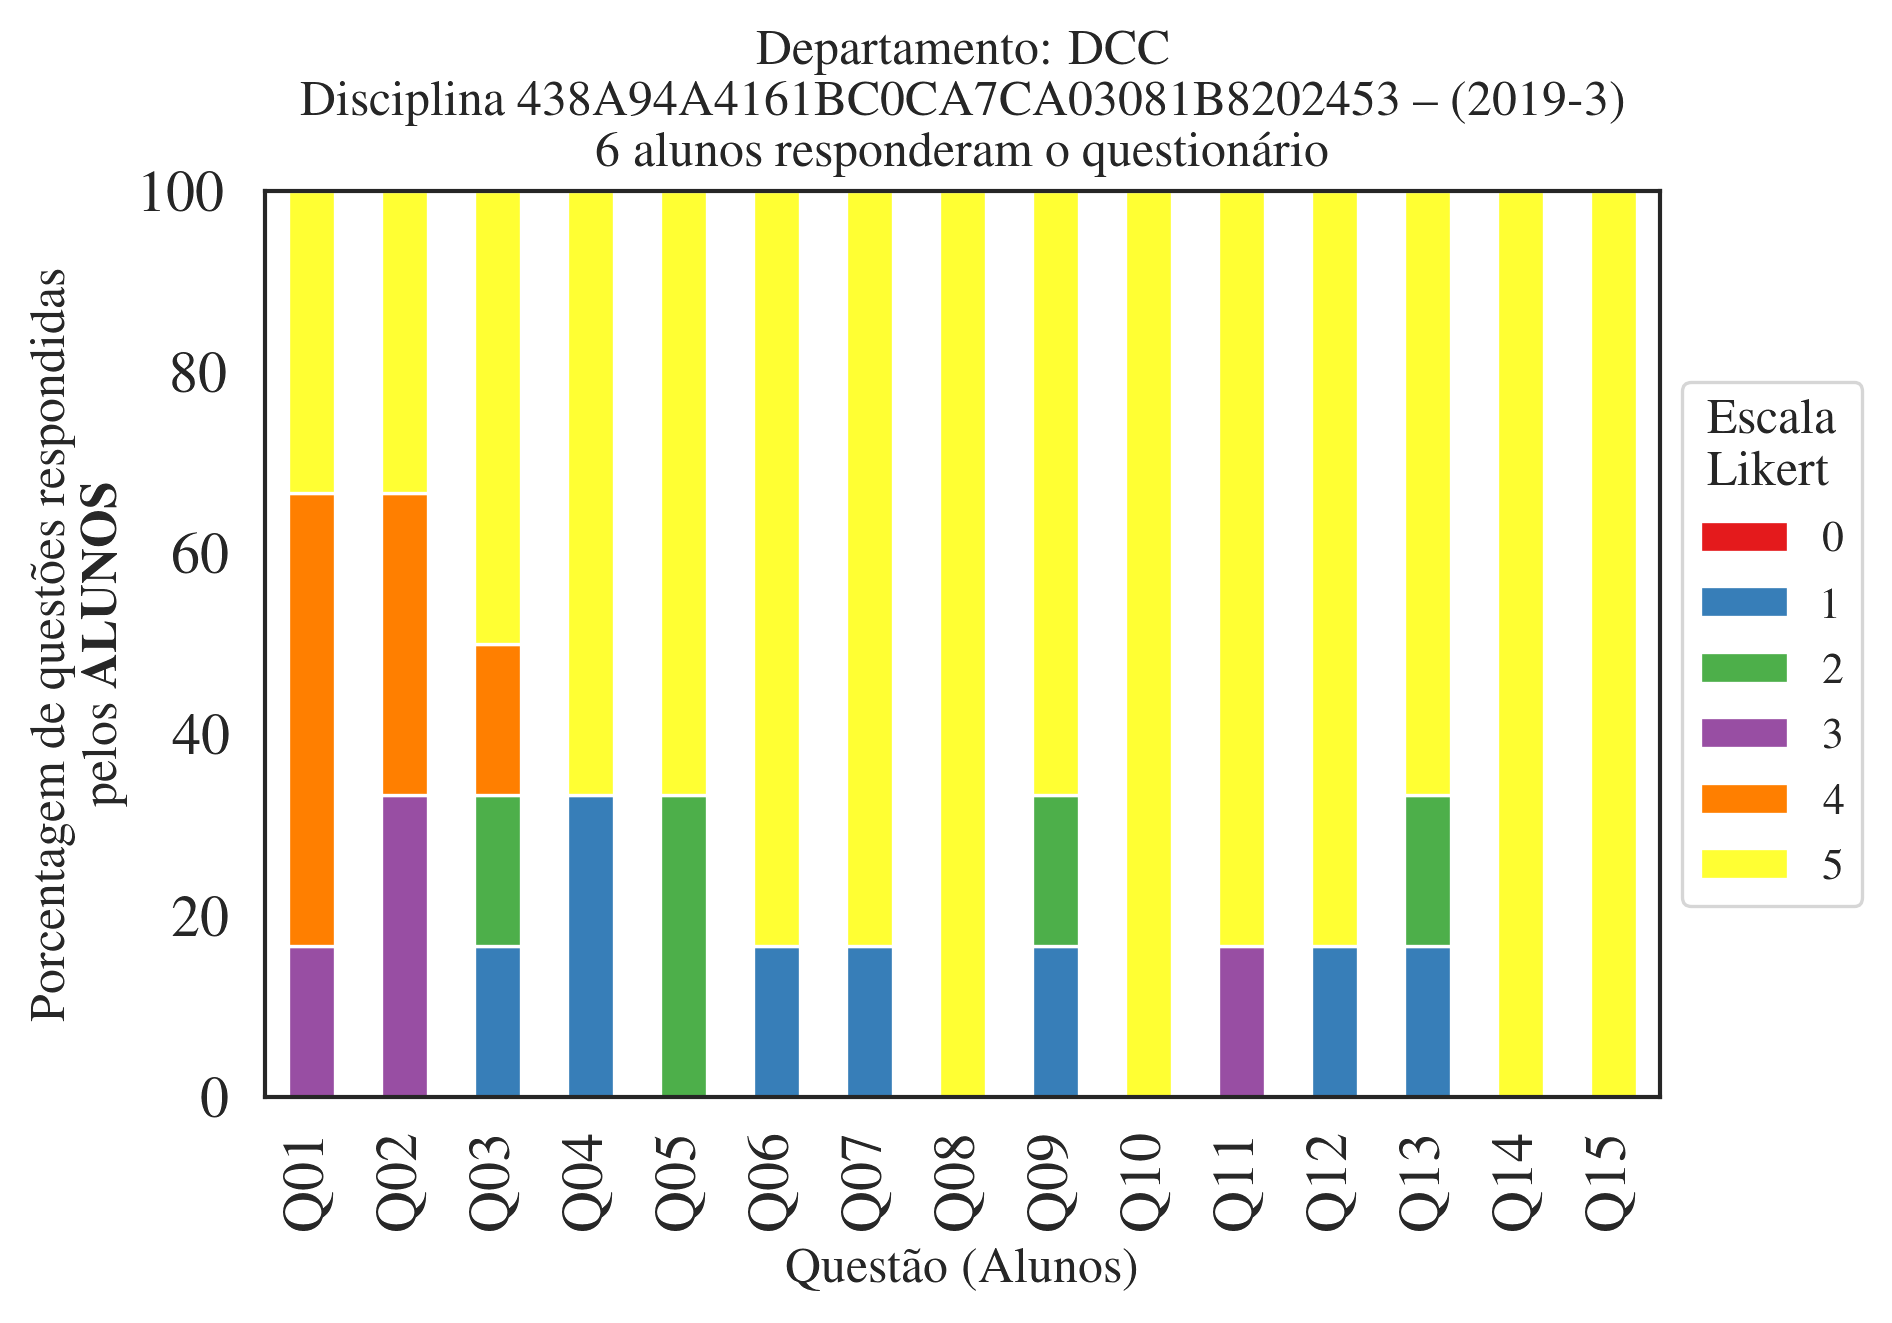 Departamento: DCC
Disciplina 438A94A4161BC0CA7CA03081B8202453 – (2019-3)
6 alunos responderam o questionário
Porcentagem de questões respondidas
pelos ALUNOS
100
80
60
40
20
0
Q01
Q02
Q03
Q04
Q05
Q06
Q07
Q08
Q09
Q10
Q11
Q12
Q13
Q14
Q15
Questão (Alunos)
Escala
Likert
0
1
2
3
4
5